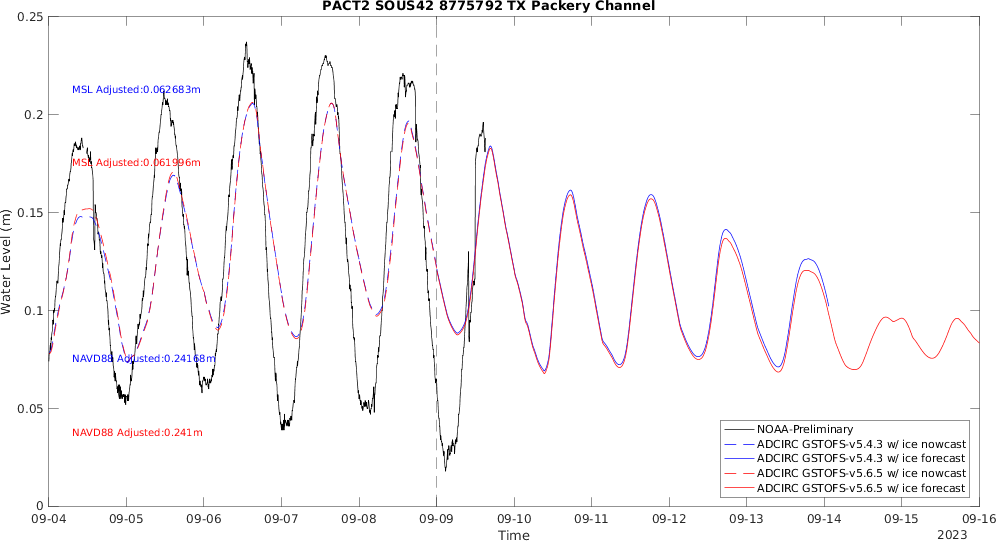 PACT2 SOUS42 8775792 TX Packery Channel
Water Level (m)
0.25
0.2
0.15
0.1
0.05
0
MSL Adjusted:0.062683m
MSL Adjusted:0.061996m
NAVD88 Adjusted:0.24168m
NAVD88 Adjusted:0.241m
NOAA-Preliminary
ADCIRC GSTOFS-v5.4.3 w/ ice nowcast
ADCIRC GSTOFS-v5.4.3 w/ ice forecast
ADCIRC GSTOFS-v5.6.5 w/ ice nowcast
ADCIRC GSTOFS-v5.6.5 w/ ice forecast
09-04 09-05 09-06 09-07 09-08 09-09 09-10 09-11 09-12 09-13 09-14 09-15 09-16
Time
2023